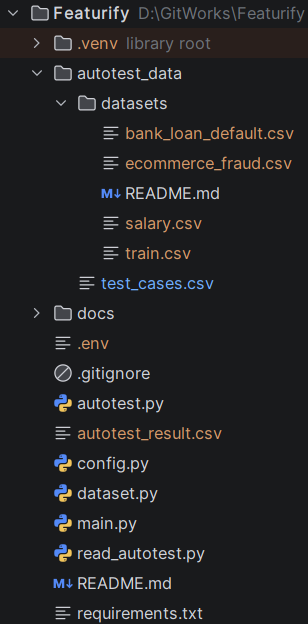 Featurify D:\GitWorks\Featurify
.venv library root
autotest_data
datasets
bank_loan_default.csv
ecommerce_fraud.csv
M↓ README.md
salary.csv
train.csv
test_cases.csv
docs
.env
.gitignore
autotest.py
autotest_result.csv
config.py
dataset.py
main.py
read_autotest.py
M↓ README.md
requirements.txt